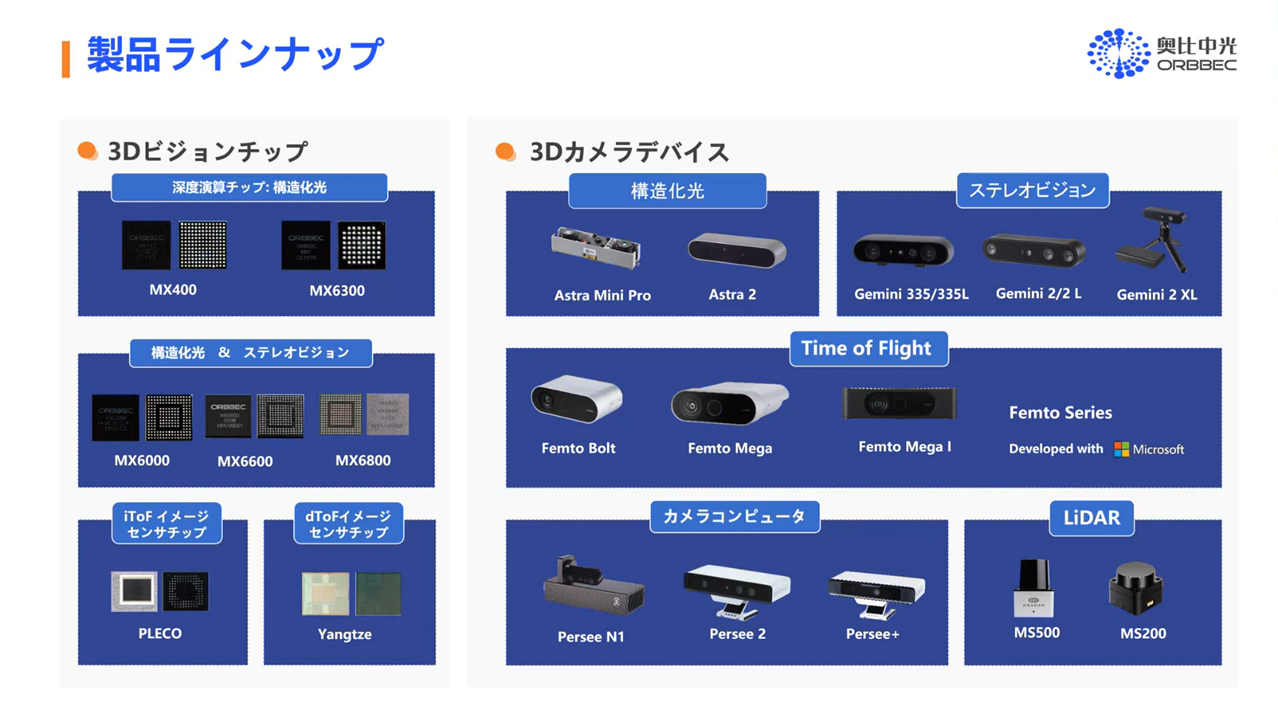 製品ラインナップ
奥比中光
ORBBEC
3Dビジョンチップ
深度演算チップ: 構造化光
ORBBEC
ORBBEC
MX400
MX6300
構造化光 & ステレオビジョン
ORBBEC
ORBBEC
MX6600
MX6000
MX6600
MX6800
iToF イメージ
センサチップ
PLECO
dToFイメージ
センサチップ
Yangtze
3Dカメラデバイス
構造化光
Astra Mini Pro
Astra 2
ステレオビジョン
Gemini 335/335L
Gemini 2/2 L
Gemini 2 XL
Time of Flight
Femto Bolt
Femto Mega
Femto Mega I
Femto Series
Developed with Microsoft
カメラコンピュータ
Persee N1
Persee 2
Persee+
LiDAR
ORADAR
MS500
MS200